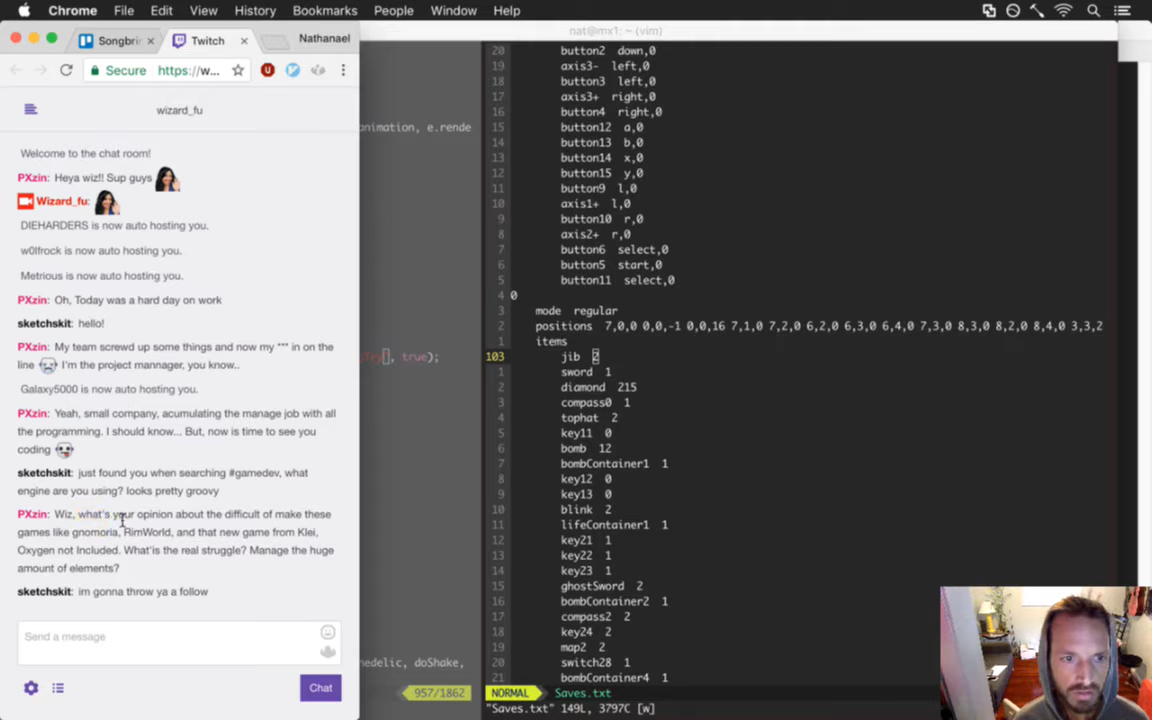 Chrome File Edit View History Bookmarks People Window Help
Songbrin Twitch Nathanael
nat@mx1: ~ (vim)
Secure https://w...
wizard_fu
Welcome to the chat room!
PXzin: Heya wiz!! Sup guys
Wizard_fu:
DIEHARDERS is now auto hosting you.
w0lfrock is now auto hosting you.
Metrious is now auto hosting you.
PXzin: Oh, Today was a hard day on work
sketchskit: hello!
PXzin: My team screwd up some things and now my *** in on the
line I'm the project mannager, you know..
Galaxy5000 is now auto hosting you.
PXzin: Yeah, small company, acumulating the manage job with all
the programming. I should know... But, now is time to see you
coding
sketchskit: just found you when searching #gamedev, what
engine are you using? looks pretty groovy
PXzin: Wiz, what's your opinion about the difficult of make these
games like gnomoria, RimWorld, and that new game from Klei,
Oxygen not Included. What'is the real struggle? Manage the huge
amount of elements?
sketchskit: im gonna throw ya a follow
Send a message
Chat
animation, e.rende
, true);
medelic, doShake,
957/1862
20 button2 down,0
19 axis3- left,0
18 button3 left,0
17 axis3+ right,0
16 button4 right,0
15 button12 a,0
14 button13 b,0
13 button14 x,0
12 button15 y,0
11 button9 l,0
10 axis1+ l,0
9 button10 r,0
8 axis2+ r,0
7 button6 select,0
6 button5 start,0
5 button11 select,0
4 0
3 mode regular
2 positions 7,0,0 0,0,-1 0,0,16 7,1,0 7,2,0 6,2,0 6,3,0 6,4,0 7,3,0 8,3,0 8,2,0 8,4,0 3,3,2
1 items
103 jib 2
1 sword 1
2 diamond 215
3 compass0 1
4 tophat 2
5 key11 0
6 bomb 12
7 bombContainer1 1
8 key12 0
9 key13 0
10 blink 2
11 lifeContainer1 1
12 key21 1
13 key22 1
14 key23 1
15 ghostSword 2
16 bombContainer2 1
17 compass2 2
18 key24 2
19 map2 2
20 switch28 1
21 bombContainer4 1
NORMAL Saves.txt
"Saves.txt" 149L, 3797C [w]